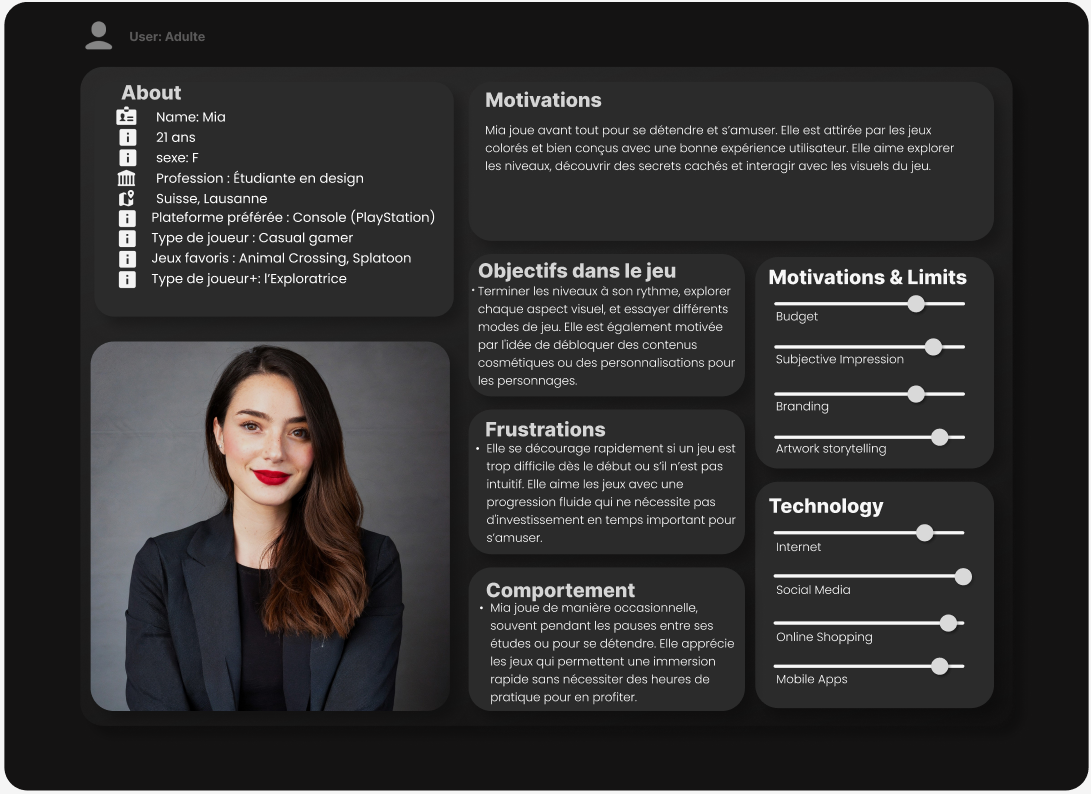 User: Adulte
About
Name: Mia
21 ans
sexe: F
Profession : Étudiante en design
Suisse, Lausanne
Plateforme préférée : Console (PlayStation)
Type de joueur : Casual gamer
Jeux favoris : Animal Crossing, Splatoon
Type de joueur+: l’Exploratrice
Motivations
Mia joue avant tout pour se détendre et s’amuser. Elle est attirée par les jeux
colorés et bien conçus avec une bonne expérience utilisateur. Elle aime explorer
les niveaux, découvrir des secrets cachés et interagir avec les visuels du jeu.
Objectifs dans le jeu
• Terminer les niveaux à son rythme, explorer
chaque aspect visuel, et essayer différents
modes de jeu. Elle est également motivée
par l'idée de débloquer des contenus
cosmétiques ou des personnalisations pour
les personnages.
Frustrations
• Elle se décourage rapidement si un jeu est
trop difficile dès le début ou s’il n’est pas
intuitif. Elle aime les jeux avec une
progression fluide qui ne nécessite pas
d'investissement en temps important pour
s’amuser.
Comportement
• Mia joue de manière occasionnelle,
souvent pendant les pauses entre ses
études ou pour se détendre. Elle apprécie
les jeux qui permettent une immersion
rapide sans nécessiter des heures de
pratique pour en profiter.
Motivations & Limits
Budget
Subjective Impression
Branding
Artwork storytelling
Technology
Internet
Social Media
Online Shopping
Mobile Apps